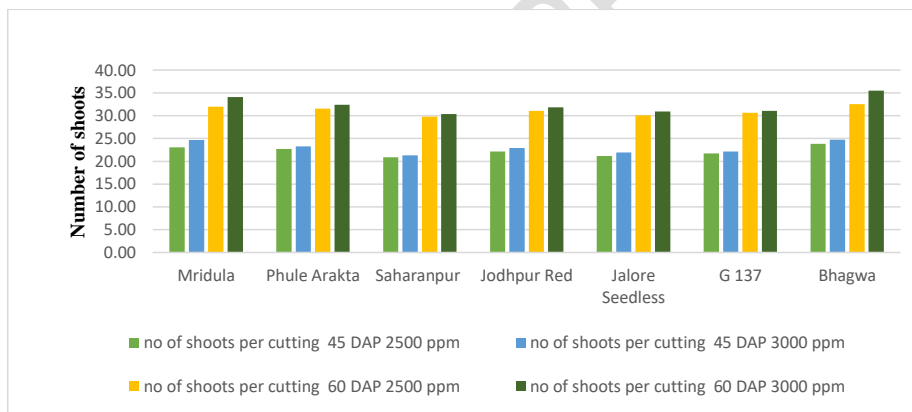 Number of shoots
40.00
35.00
30.00
25.00
20.00
15.00
10.00
5.00
0.00
Mridula Phule Arakta Saharanpur Jodhpur Red Jalore Seedless G 137 Bhagwa
no of shoots per cutting 45 DAP 2500 ppm no of shoots per cutting 45 DAP 3000 ppm
no of shoots per cutting 60 DAP 2500 ppm no of shoots per cutting 60 DAP 3000 ppm